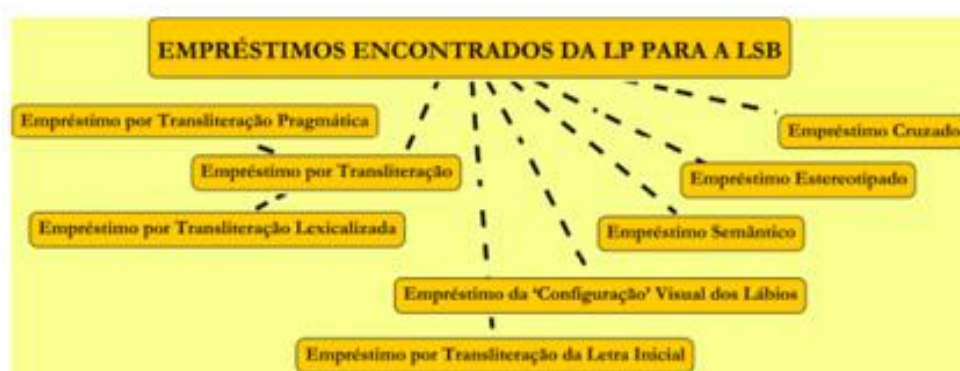 EMPRÉSTIMOS ENCONTRADOS DA LP PARA A LSB
Empréstimo por Transliteração Pragmática
Empréstimo Cruzado
Empréstimo por Transliteração
Empréstimo Estereotipado
Empréstimo por Transliteração Lexicalizada
Empréstimo Semântico
Empréstimo da ‘Configuração’ Visual dos Lábios
Empréstimo por Transliteração da Letra Inicial